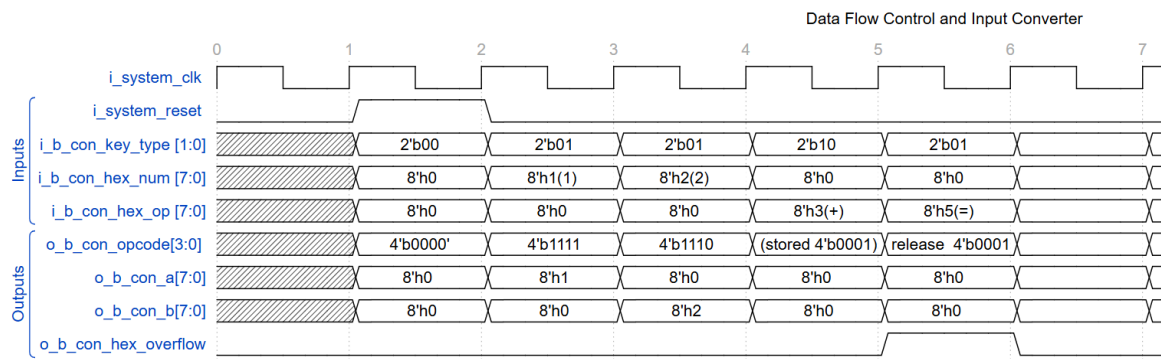 Data Flow Control and Input Converter
0 1 2 3 4 5 6 7
i_system_clk
Inputs
i_system_reset
i_b_con_key_type [1:0] 2'b00 2'b01 2'b01 2'b10 2'b01
i_b_con_hex_num [7:0] 8'h0 8'h1(1) 8'h2(2) 8'h0 8'h0
i_b_con_hex_op [7:0] 8'h0 8'h0 8'h0 8'h3(+) 8'h5(=)
Outputs
o_b_con_opcode[3:0] 4'b0000' 4'b1111 4'b1110 (stored 4'b0001) release 4'b0001
o_b_con_a[7:0] 8'h0 8'h1 8'h0 8'h0 8'h0
o_b_con_b[7:0] 8'h0 8'h0 8'h2 8'h0 8'h0
o_b_con_hex_overflow